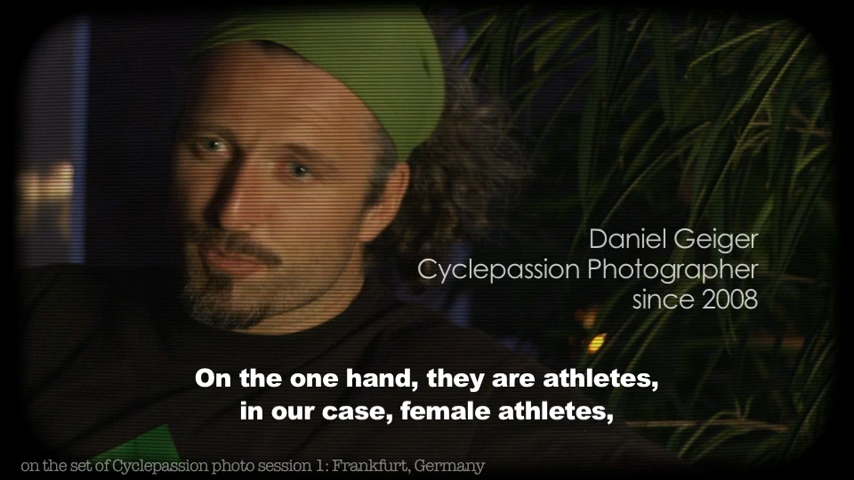 Daniel Geiger
Cyclepassion Photographer
since 2008
On the one hand, they are athletes,
in our case, female athletes,
on the set of Cyclepassion photo session 1: Frankfurt, Germany